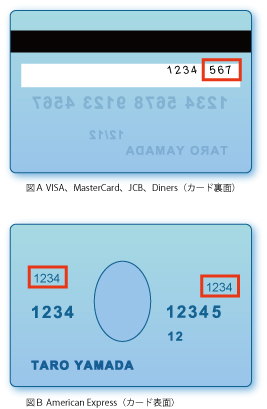 1234 567
1234 5678 9123 4567
12/12
TARO YAMADA
図A VISA、MasterCard、JCB、Diners（カード裏面）
1234 1234
1234 12345
12
TARO YAMADA
図B American Express（カード表面）